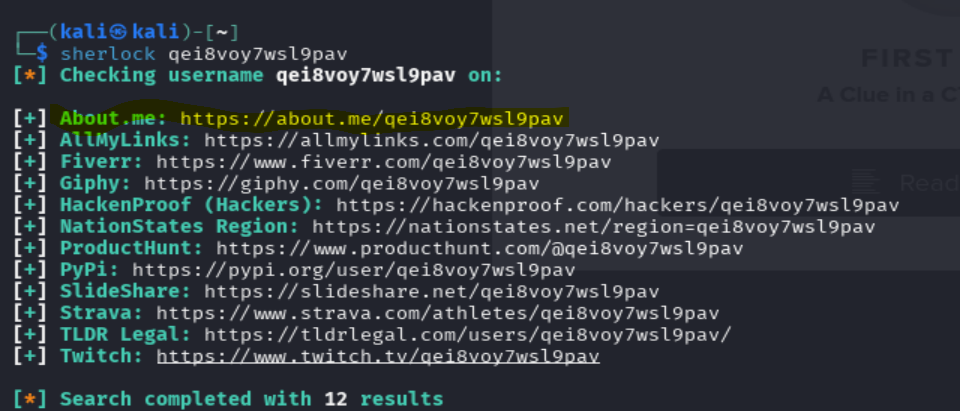 (kali㉿kali)-[~]
$ sherlock qei8voy7wsl9pav
[*] Checking username qei8voy7wsl9pav on:
[+] About.me: https://about.me/qei8voy7wsl9pav
[+] AllMyLinks: https://allmylinks.com/qei8voy7wsl9pav
[+] Fiverr: https://www.fiverr.com/qei8voy7wsl9pav
[+] Giphy: https://giphy.com/qei8voy7wsl9pav
[+] HackenProof (Hackers): https://hackenproof.com/hackers/qei8voy7wsl9pav
[+] NationStates Region: https://nationstates.net/region=qei8voy7wsl9pav
[+] ProductHunt: https://www.producthunt.com/@qei8voy7wsl9pav
[+] PyPi: https://pypi.org/user/qei8voy7wsl9pav
[+] SlideShare: https://slideshare.net/qei8voy7wsl9pav
[+] Strava: https://www.strava.com/athletes/qei8voy7wsl9pav
[+] TLDR Legal: https://tldrlegal.com/users/qei8voy7wsl9pav/
[+] Twitch: https://www.twitch.tv/qei8voy7wsl9pav
[*] Search completed with 12 results
FIRST
A Clue in a C
Read